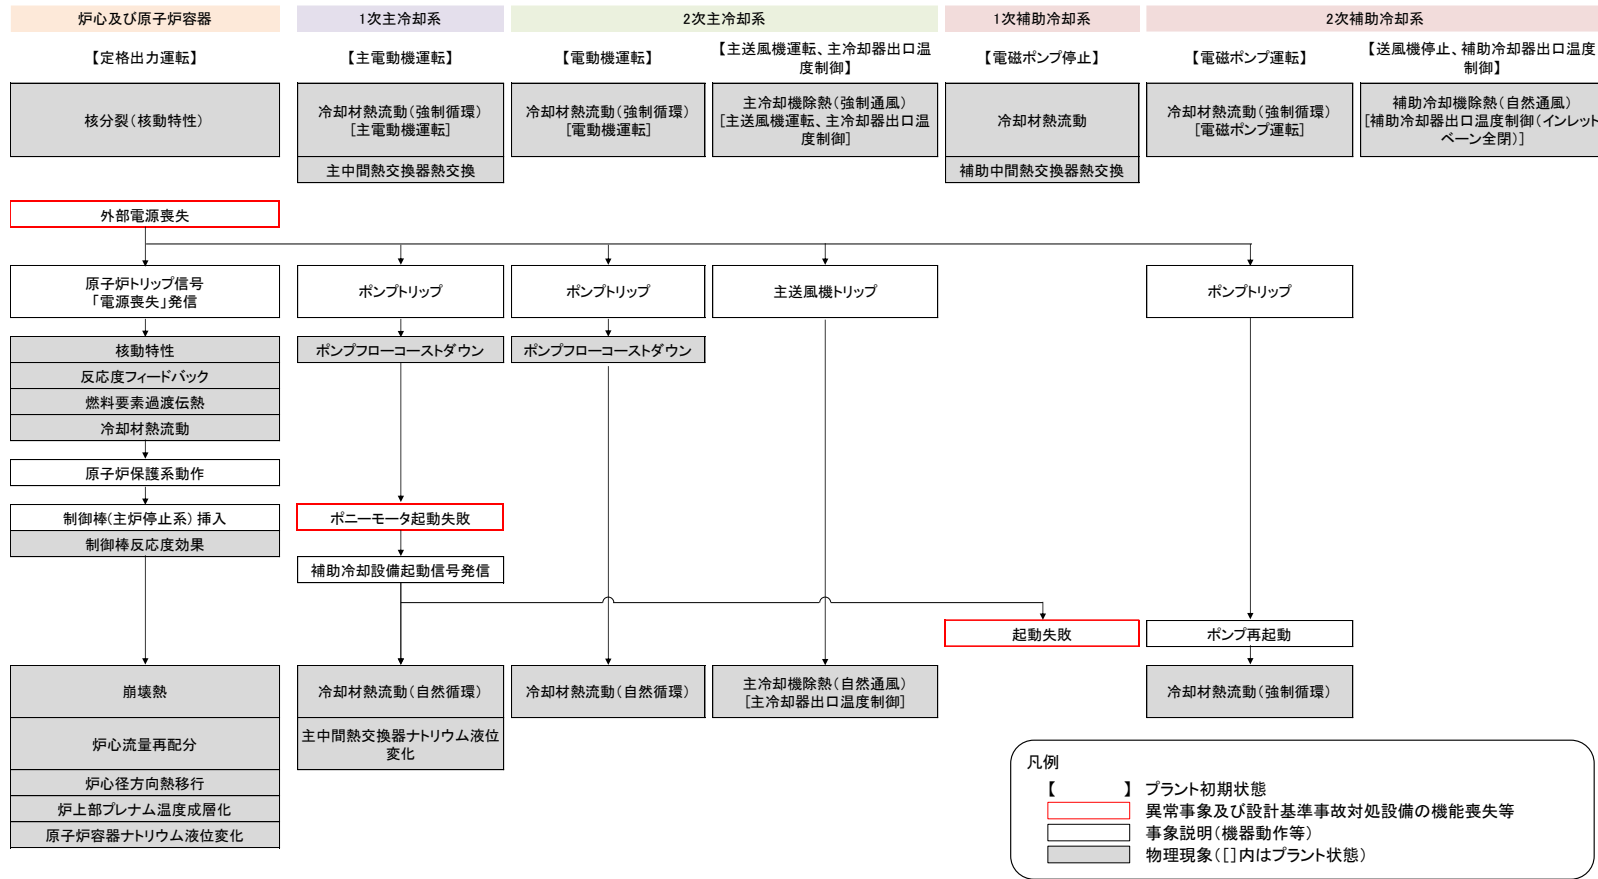 炉心及び原子炉容器
1次主冷却系
2次主冷却系
1次補助冷却系
2次補助冷却系
【定格出力運転】
【主電動機運転】
【電動機運転】
【主送風機運転、主冷却器出口温
度制御】
【電磁ポンプ停止】
【電磁ポンプ運転】
【送風機停止、補助冷却器出口温度
制御】
核分裂(核動特性)
冷却材熱流動(強制循環)
[主電動機運転]
冷却材熱流動(強制循環)
[電動機運転]
主冷却機除熱(強制通風)
[主送風機運転、主冷却器出口温
度制御]
冷却材熱流動
冷却材熱流動(強制循環)
[電磁ポンプ運転]
補助冷却機除熱(自然通風)
[補助冷却器出口温度制御(インレット
ベーン全閉)]
主中間熱交換器熱交換
補助中間熱交換器熱交換
外部電源喪失
原子炉トリップ信号
「電源喪失」発信
ポンプトリップ
ポンプトリップ
主送風機トリップ
ポンプトリップ
核動特性
ポンプフローコーストダウン
ポンプフローコーストダウン
反応度フィードバック
燃料要素過渡伝熱
冷却材熱流動
原子炉保護系動作
制御棒(主炉停止系) 挿入
ポニーモータ起動失敗
制御棒反応度効果
補助冷却設備起動信号発信
起動失敗
ポンプ再起動
崩壊熱
冷却材熱流動(自然循環)
冷却材熱流動(自然循環)
主冷却機除熱(自然通風)
[主冷却器出口温度制御]
冷却材熱流動(強制循環)
炉心流量再配分
主中間熱交換器ナトリウム液位
変化
炉心径方向熱移行
炉上部プレナム温度成層化
原子炉容器ナトリウム液位変化
凡例
【 】 プラント初期状態
異常事象及び設計基準事故対処設備の機能喪失等
事象説明(機器動作等)
物理現象([]内はプラント状態)